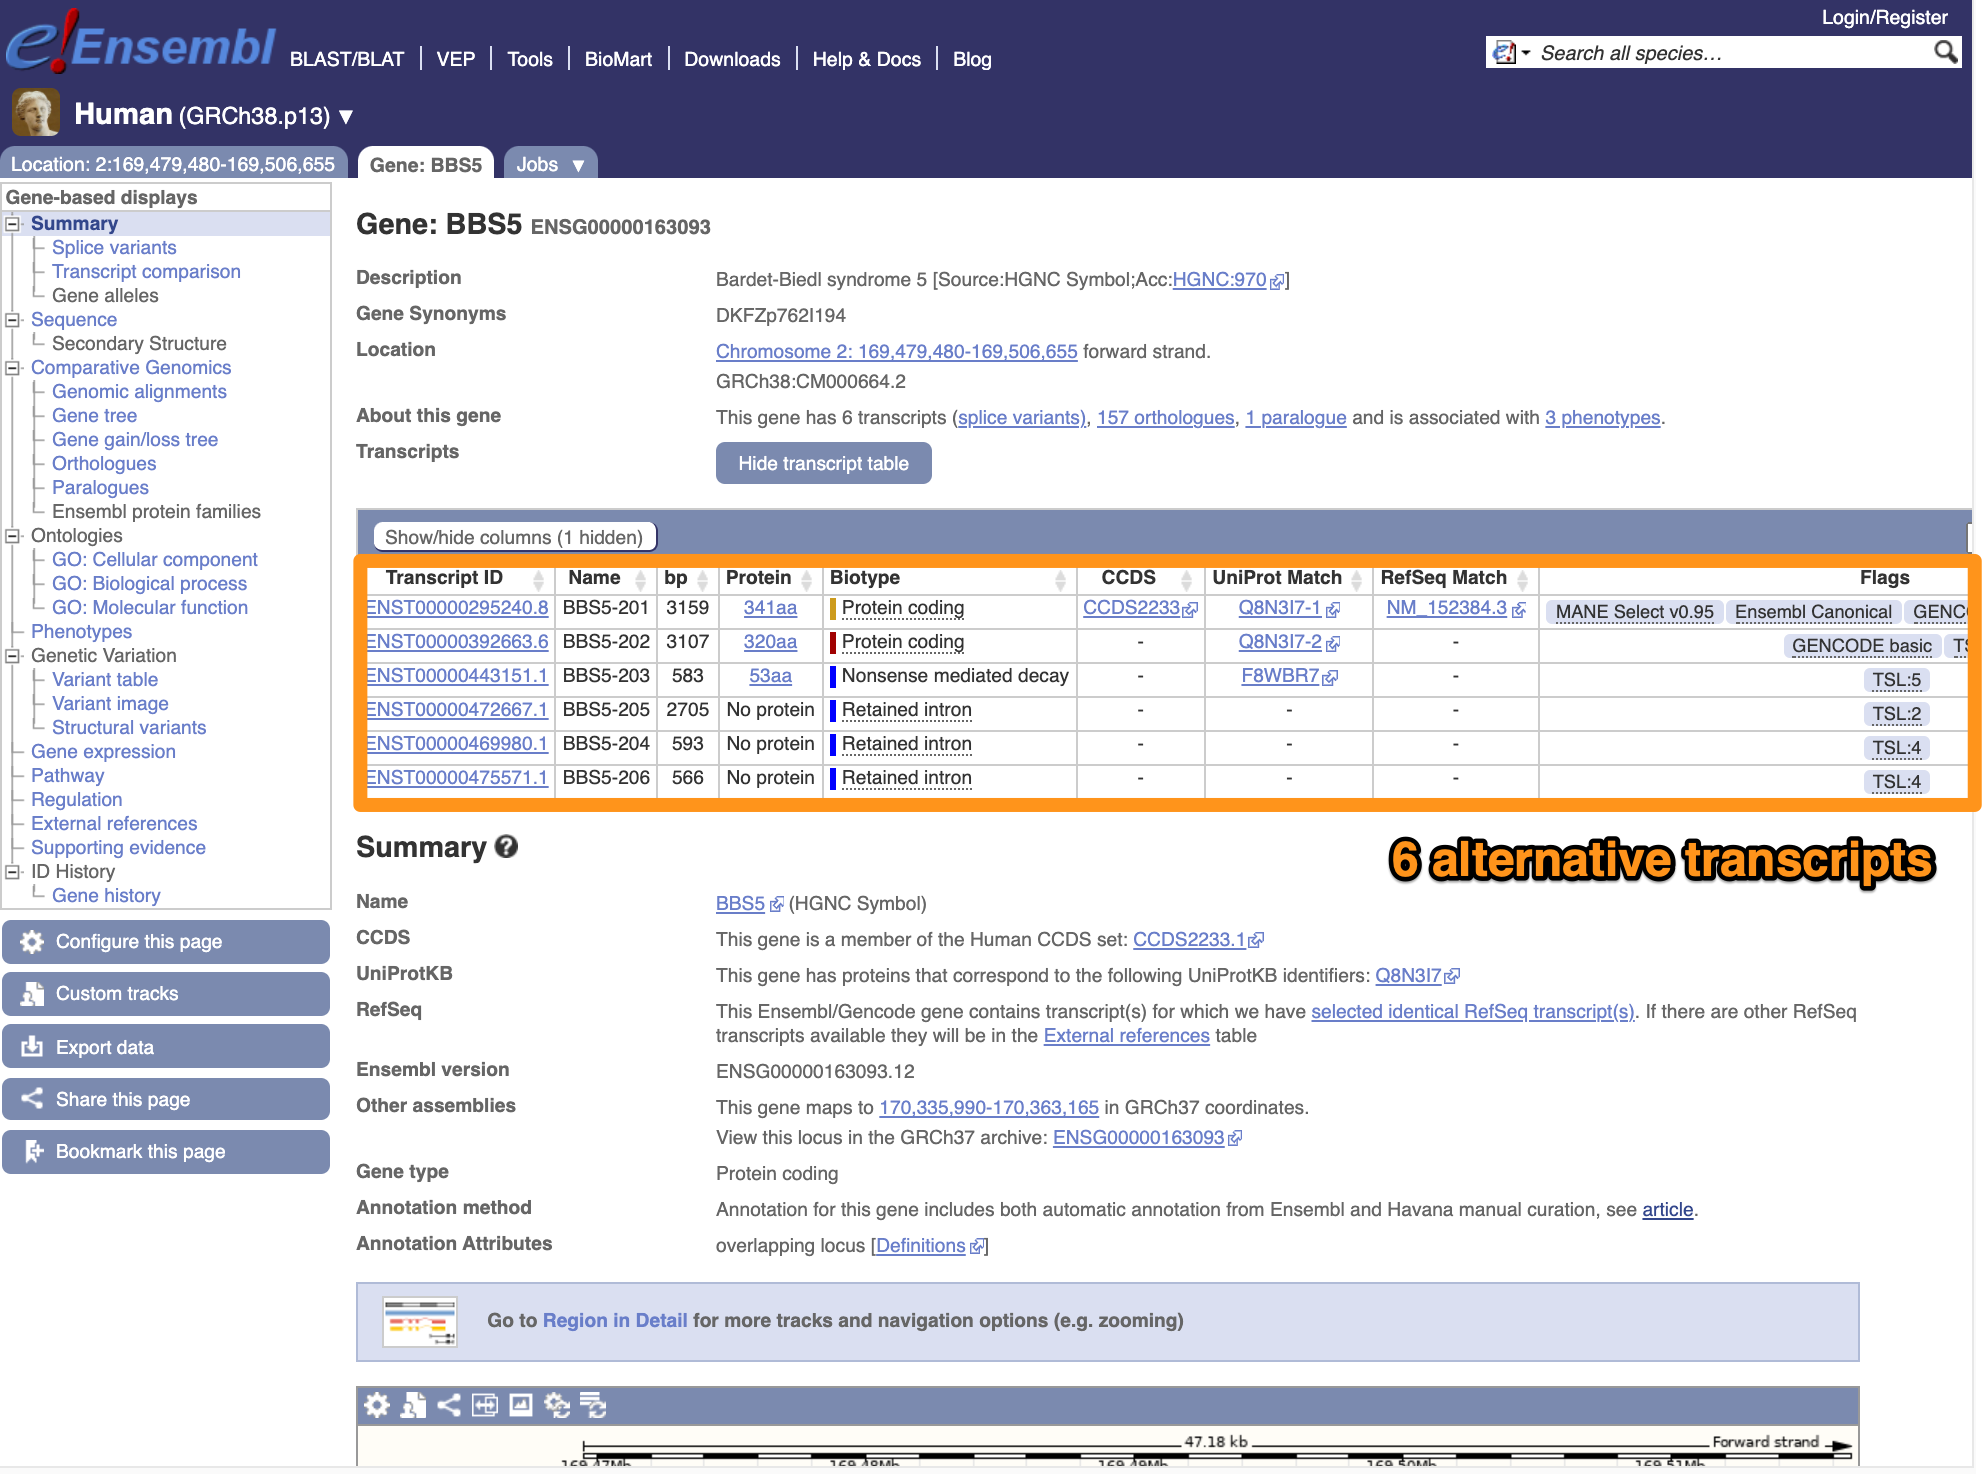 Login/Register
e!Ensembl BLAST/BLAT VEP Tools BioMart Downloads Help & Docs Blog
Search all species…
Human (GRCh38.p13) ▼
Location: 2:169,479,480-169,506,655 Gene: BBS5 Jobs ▼
Gene-based displays
Summary
Splice variants
Transcript comparison
Gene alleles
Sequence
Secondary Structure
Comparative Genomics
Genomic alignments
Gene tree
Gene gain/loss tree
Orthologues
Paralogues
Ensembl protein families
Ontologies
GO: Cellular component
GO: Biological process
GO: Molecular function
Phenotypes
Genetic Variation
Variant table
Variant image
Structural variants
Gene expression
Pathway
Regulation
External references
Supporting evidence
ID History
Gene history
Configure this page
Custom tracks
Export data
Share this page
Bookmark this page
Gene: BBS5 ENSG00000163093
Description Bardet-Biedl syndrome 5 [Source:HGNC Symbol;Acc:HGNC:970]
Gene Synonyms DKFZp762I194
Location Chromosome 2: 169,479,480-169,506,655 forward strand.
GRCh38:CM000664.2
About this gene This gene has 6 transcripts (splice variants), 157 orthologues, 1 paralogue and is associated with 3 phenotypes.
Transcripts Hide transcript table
Show/hide columns (1 hidden)
Transcript ID Name bp Protein Biotype CCDS UniProt Match RefSeq Match Flags
ENST00000295240.8 BBS5-201 3159 341aa Protein coding CCDS2233 Q8N3I7-1 NM_152384.3 MANE Select v0.95 Ensembl Canonical GENC
ENST00000392663.6 BBS5-202 3107 320aa Protein coding - Q8N3I7-2 - GENCODE basic TS
ENST00000443151.1 BBS5-203 583 53aa Nonsense mediated decay - F8WBR7 - TSL:5
ENST00000472667.1 BBS5-205 2705 No protein Retained intron - - - TSL:2
ENST00000469980.1 BBS5-204 593 No protein Retained intron - - - TSL:4
ENST00000475571.1 BBS5-206 566 No protein Retained intron - - - TSL:4
6 alternative transcripts
Summary ?
Name BBS5 (HGNC Symbol)
CCDS This gene is a member of the Human CCDS set: CCDS2233.1
UniProtKB This gene has proteins that correspond to the following UniProtKB identifiers: Q8N3I7
RefSeq This Ensembl/Gencode gene contains transcript(s) for which we have selected identical RefSeq transcript(s). If there are other RefSeq
transcripts available they will be in the External references table
Ensembl version ENSG00000163093.12
Other assemblies This gene maps to 170,335,990-170,363,165 in GRCh37 coordinates.
View this locus in the GRCh37 archive: ENSG00000163093
Gene type Protein coding
Annotation method Annotation for this gene includes both automatic annotation from Ensembl and Havana manual curation, see article.
Annotation Attributes overlapping locus [Definitions]
Go to Region in Detail for more tracks and navigation options (e.g. zooming)
47.18 kb Forward strand
169.47Mb 169.48Mb 169.49Mb 169.50Mb 169.51Mb